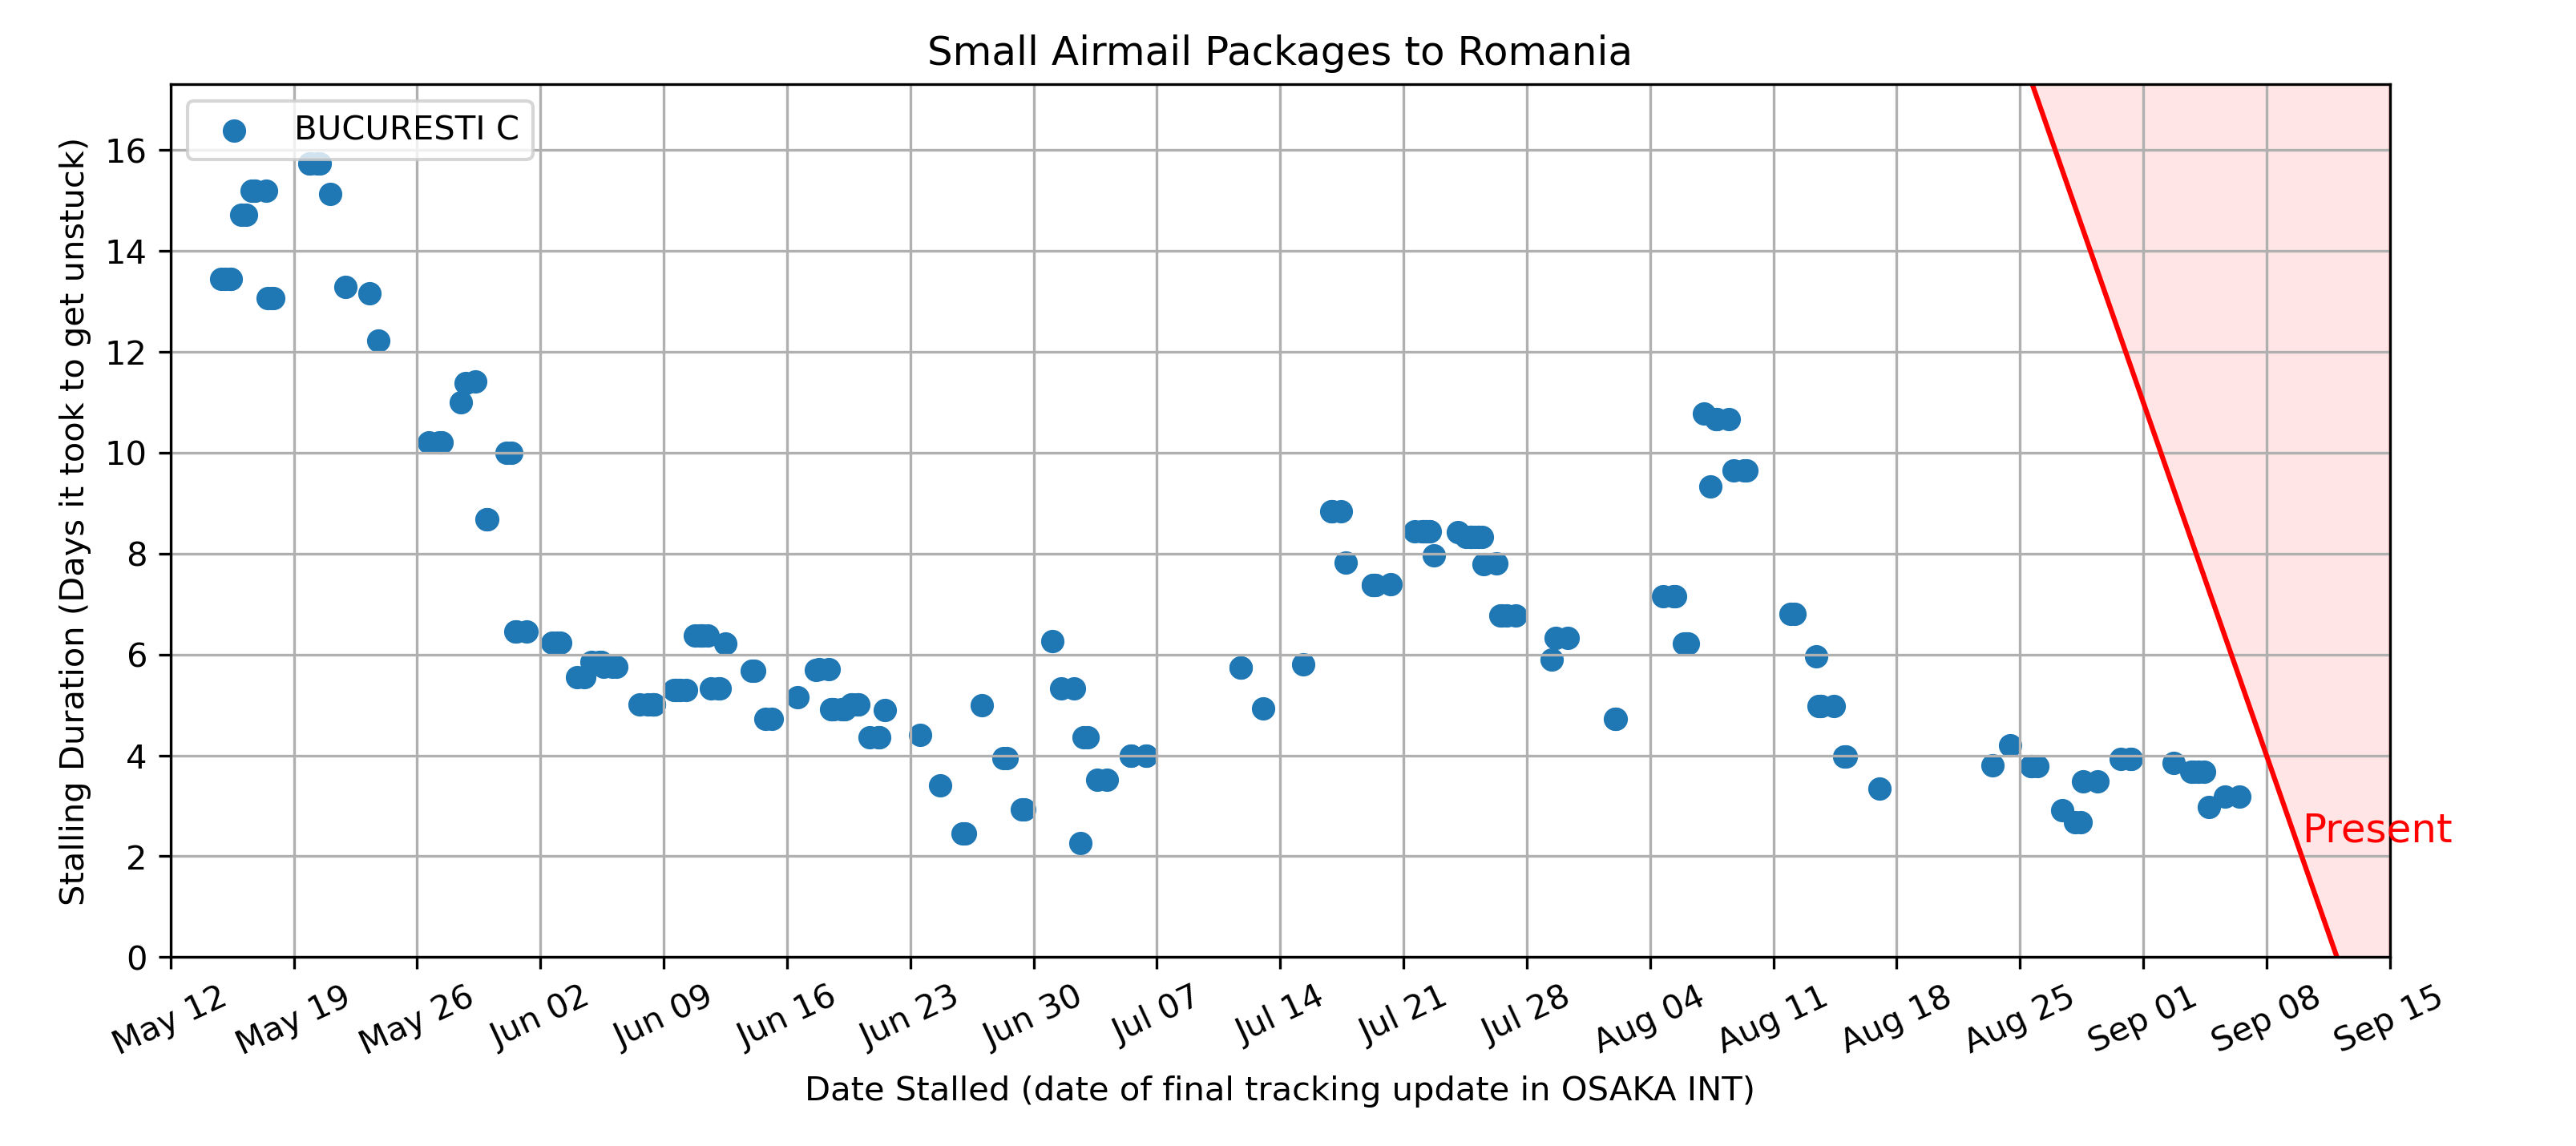 Small Airmail Packages to Romania
BUCURESTI C
Stalling Duration (Days it took to get unstuck)
16
14
12
10
8
6
4
2
0
Present
May 12
May 19
May 26
Jun 02
Jun 09
Jun 16
Jun 23
Jun 30
Jul 07
Jul 14
Jul 21
Jul 28
Aug 04
Aug 11
Aug 18
Aug 25
Sep 01
Sep 08
Sep 15
Date Stalled (date of final tracking update in OSAKA INT)